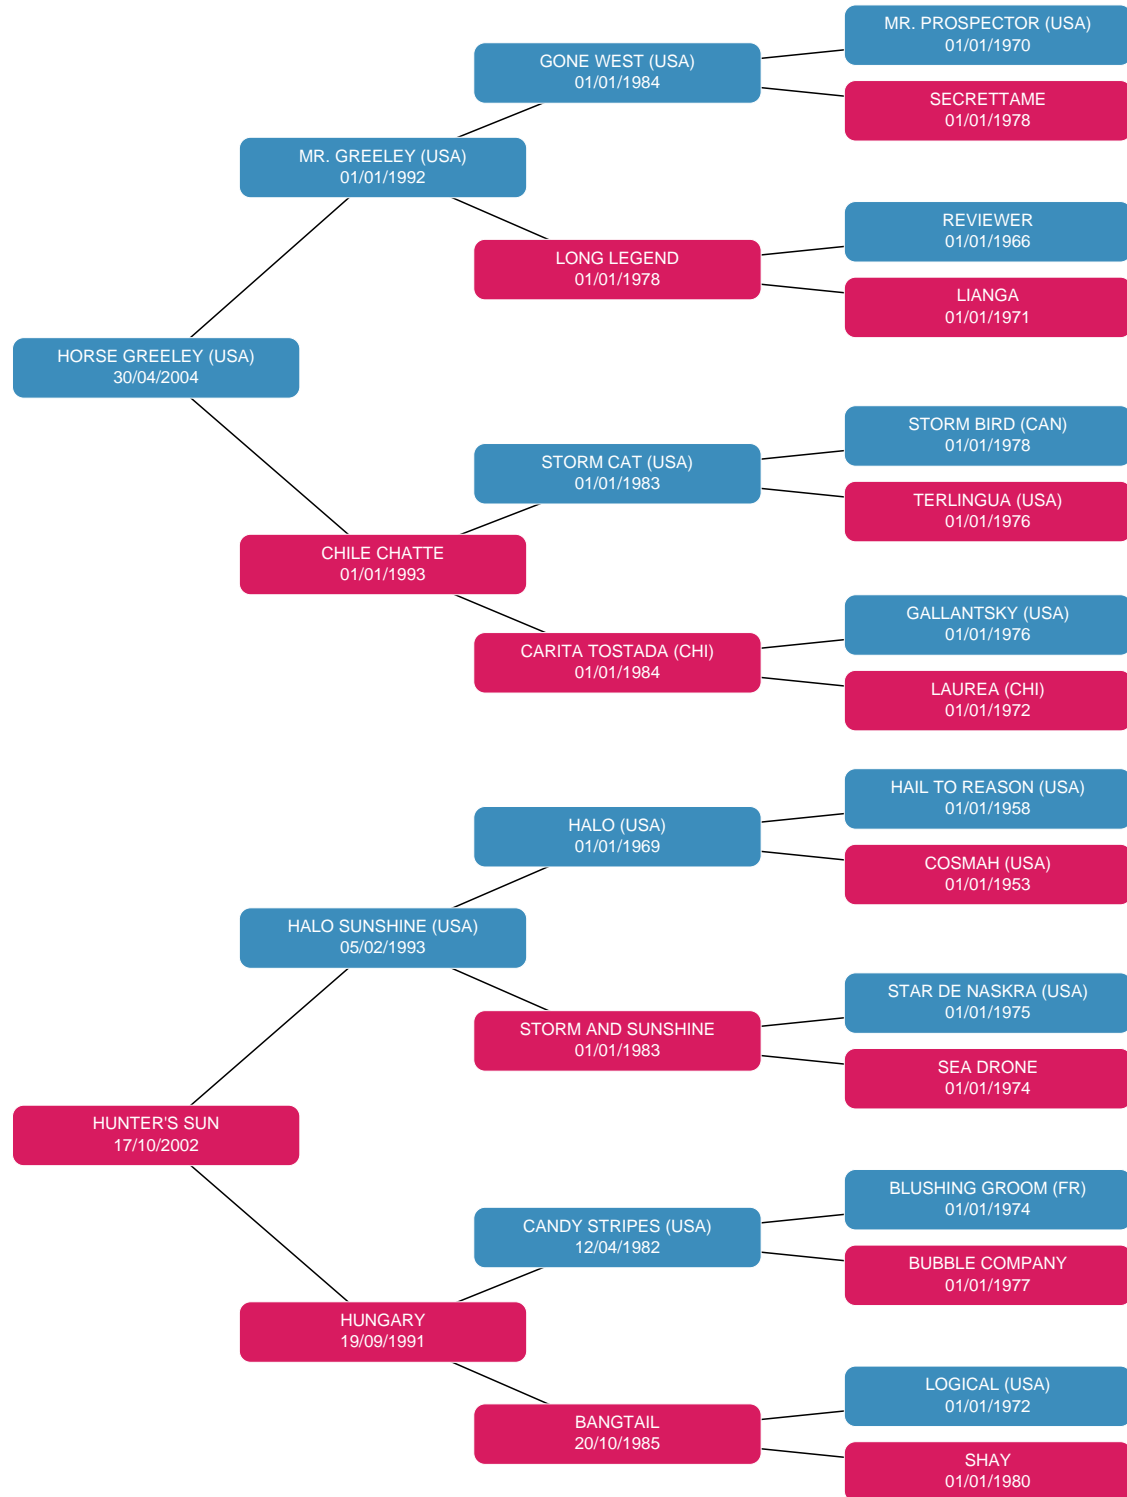 MR. PROSPECTOR (USA)
01/01/1970
GONE WEST (USA)
01/01/1984
SECRETTAME
01/01/1978
MR. GREELEY (USA)
01/01/1992
REVIEWER
01/01/1966
LONG LEGEND
01/01/1978
LIANGA
01/01/1971
HORSE GREELEY (USA)
30/04/2004
STORM BIRD (CAN)
01/01/1978
STORM CAT (USA)
01/01/1983
TERLINGUA (USA)
01/01/1976
CHILE CHATTE
01/01/1993
GALLANTSKY (USA)
01/01/1976
CARITA TOSTADA (CHI)
01/01/1984
LAUREA (CHI)
01/01/1972
HAIL TO REASON (USA)
01/01/1958
HALO (USA)
01/01/1969
COSMAH (USA)
01/01/1953
HALO SUNSHINE (USA)
05/02/1993
STAR DE NASKRA (USA)
01/01/1975
STORM AND SUNSHINE
01/01/1983
SEA DRONE
01/01/1974
HUNTER'S SUN
17/10/2002
BLUSHING GROOM (FR)
01/01/1974
CANDY STRIPES (USA)
12/04/1982
BUBBLE COMPANY
01/01/1977
HUNGARY
19/09/1991
LOGICAL (USA)
01/01/1972
BANGTAIL
20/10/1985
SHAY
01/01/1980